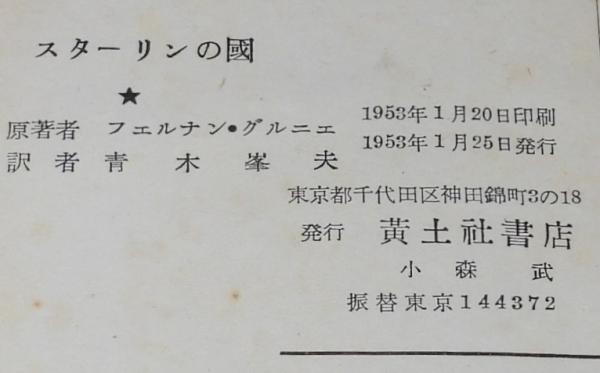 スターリンの國
★
原著者 フェルナン•グルニエ
訳者 青木峯夫
1953年1月20日印刷
1953年1月25日発行
東京都千代田区神田錦町3の18
発行 黄土社書店
小森武
振替東京144372